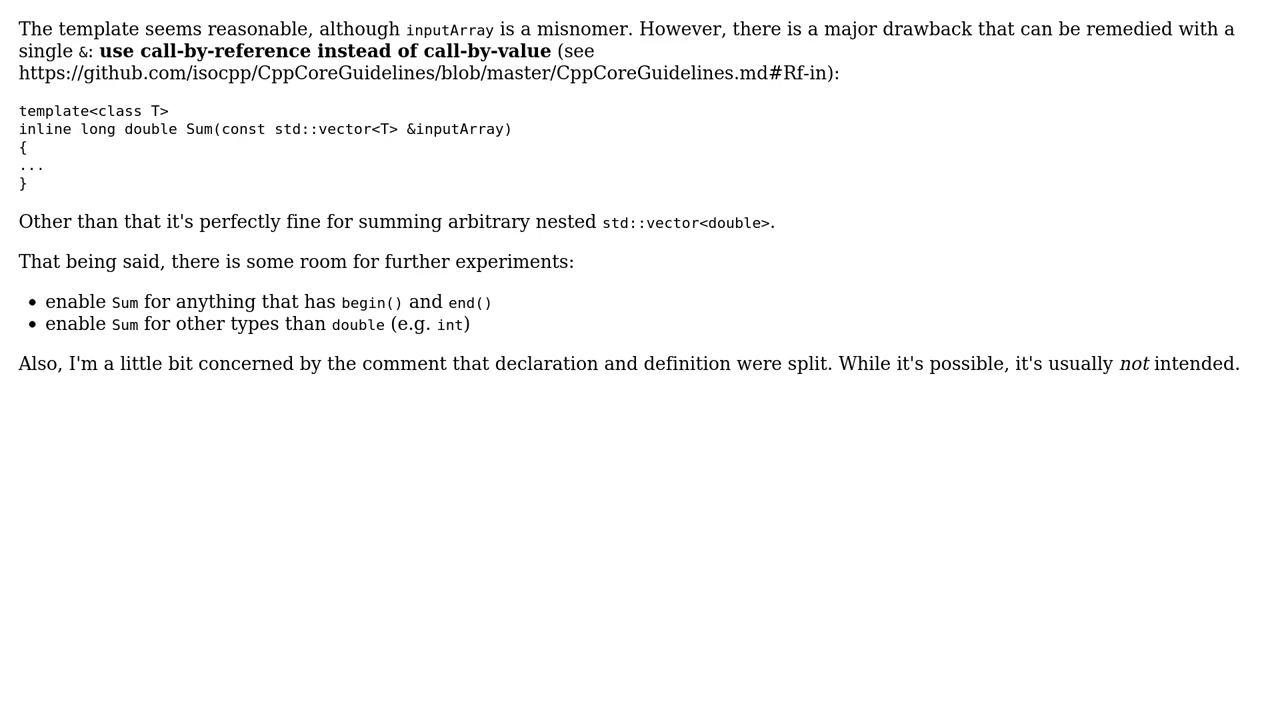 The template seems reasonable, although inputArray is a misnomer. However, there is a major drawback that can be remedied with a
single &: use call-by-reference instead of call-by-value (see
https://github.com/isocpp/CppCoreGuidelines/blob/master/CppCoreGuidelines.md#Rf-in):
template<class T>
inline long double Sum(const std::vector<T> &inputArray)
{
...
}
Other than that it's perfectly fine for summing arbitrary nested std::vector<double>.
That being said, there is some room for further experiments:
• enable Sum for anything that has begin() and end()
• enable Sum for other types than double (e.g. int)
Also, I'm a little bit concerned by the comment that declaration and definition were split. While it's possible, it's usually not intended.